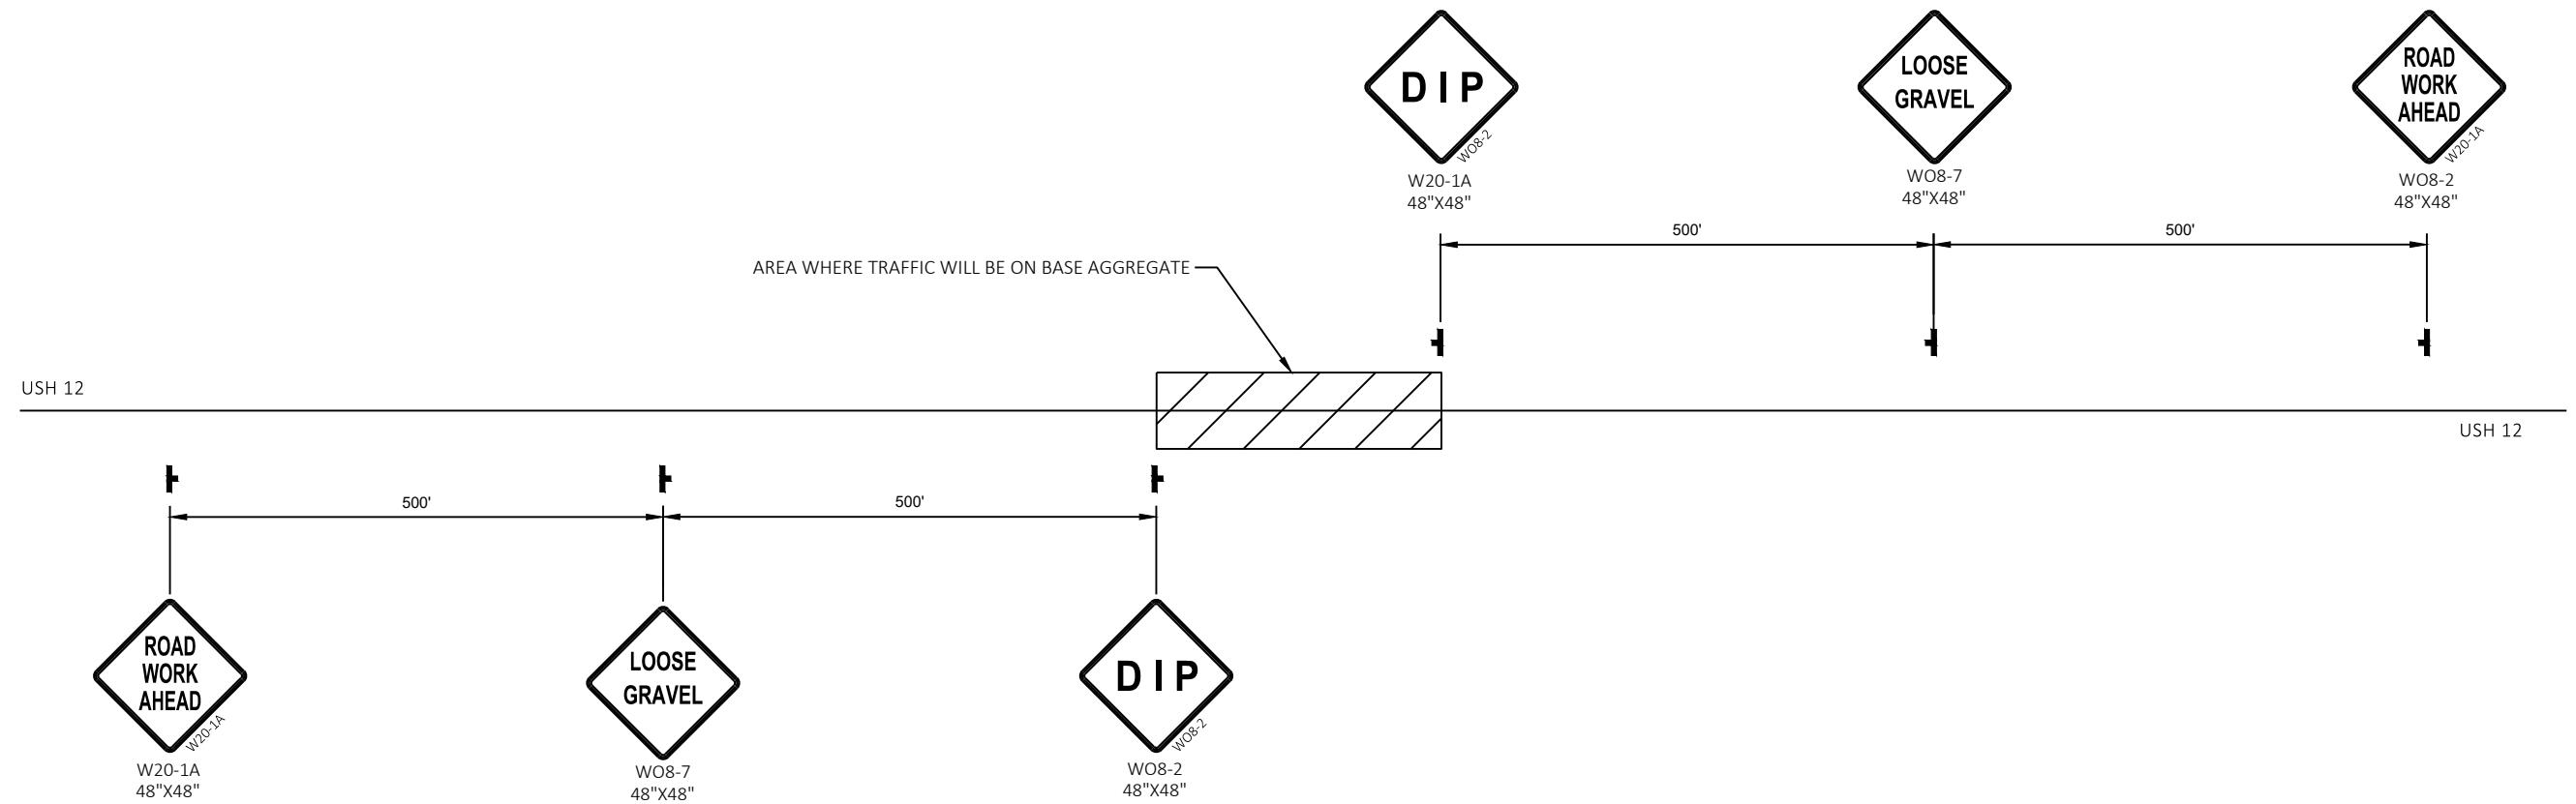 D I P
WO8-2
W20-1A
48"X48"
LOOSE
GRAVEL
WO8-7
48"X48"
ROAD
WORK
AHEAD
W20-1A
WO8-2
48"X48"
500'
500'
AREA WHERE TRAFFIC WILL BE ON BASE AGGREGATE
USH 12
USH 12
500'
500'
ROAD
WORK
AHEAD
W20-1A
W20-1A
48"X48"
LOOSE
GRAVEL
WO8-7
48"X48"
D I P
WO8-2
WO8-2
48"X48"